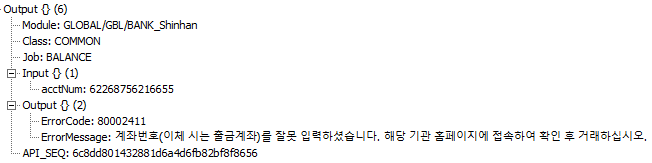 Output {} (6)
Module: GLOBAL/GBL/BANK_Shinhan
Class: COMMON
Job: BALANCE
Input {} (1)
acctNum: 62268756216655
Output {} (2)
ErrorCode: 80002411
ErrorMessage: 계좌번호(이체 시는 출금계좌)를 잘못 입력하셨습니다. 해당 기관 홈페이지에 접속하여 확인 후 거래하십시오.
API_SEQ: 6c8dd801432881d6a4d6fb82bf8f8656